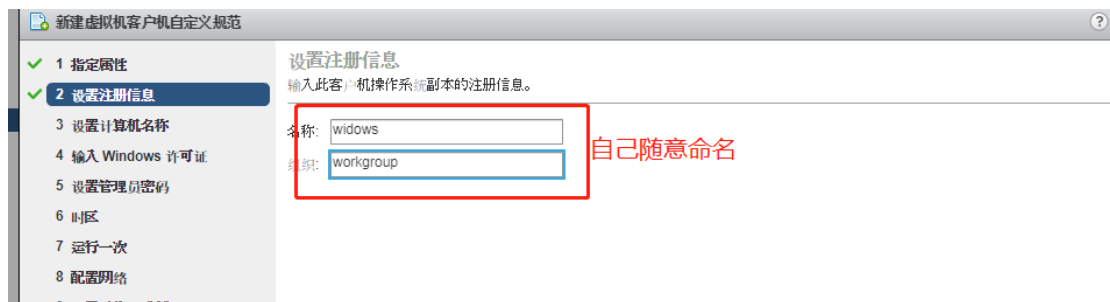 新建虚拟机客户机自定义规范
?
1 指定属性
2 设置注册信息
3 设置计算机名称
4 输入 Windows 许可证
5 设置管理员密码
6 时区
7 运行一次
8 配置网络
设置注册信息
输入此客户机操作系统副本的注册信息。
名称: widows
组织: workgroup
自己随意命名